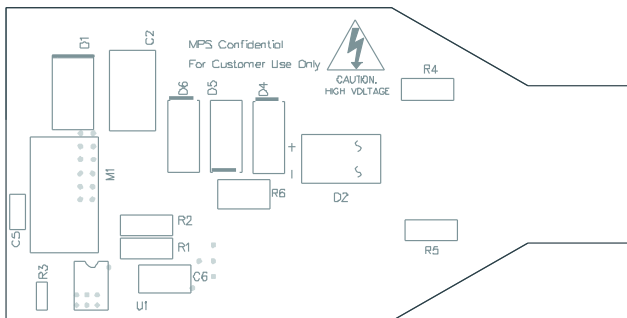 D1
C2
MPS Confidential
For Customer Use Only
CAUTION,
HIGH VOLTAGE
R4
D6
D5
D4
+
-
M1
R6
D2
C5
R2
R1
R5
R3
C6
U1